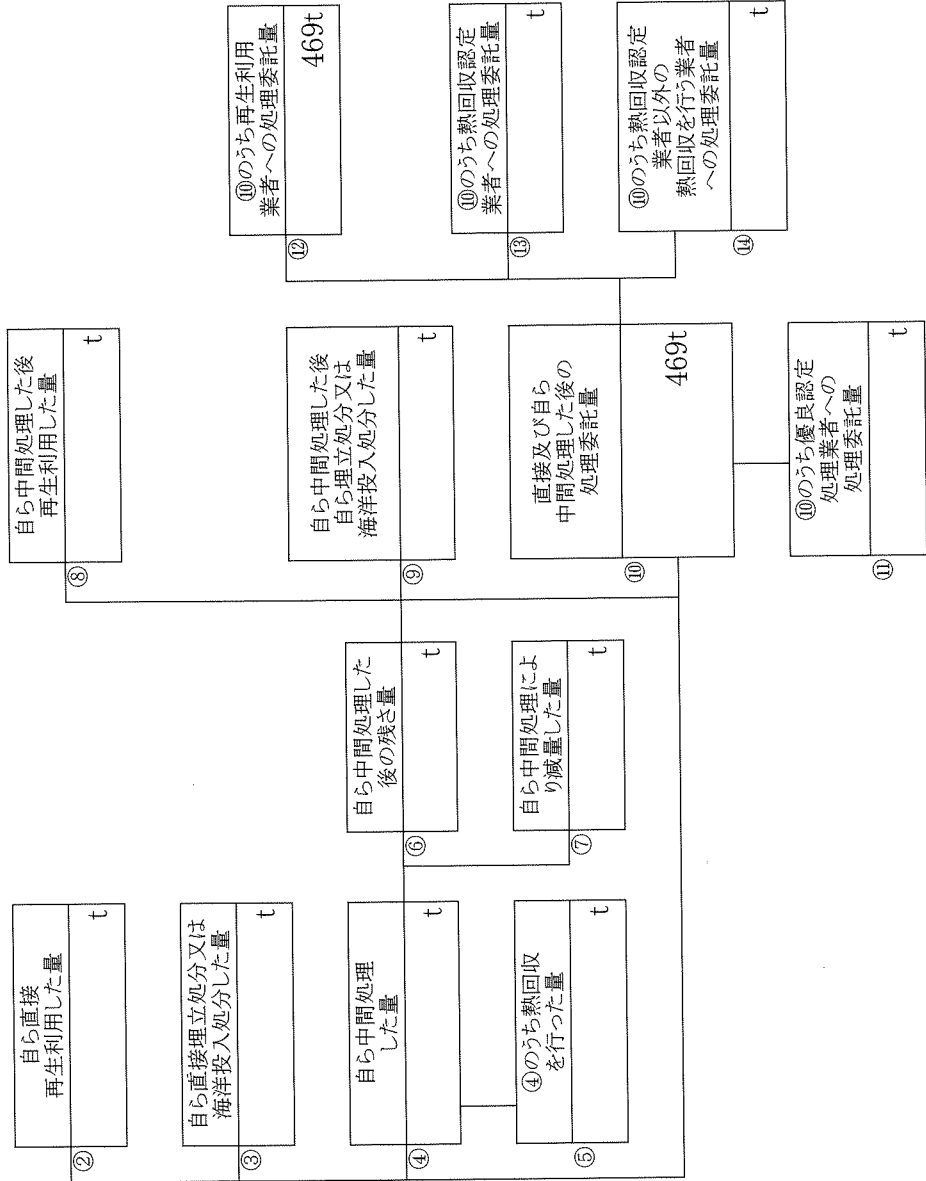 ②
自ら直接
再生利用した量
t
③
自ら直接埋立処分又は
海洋投入処分した量
t
④
自ら中間処理
した量
t
⑤
④のうち熱回収
を行った量
t
⑥
自ら中間処理した
後の残さ量
t
⑦
自ら中間処理によ
り減量した量
t
⑧
自ら中間処理した後
再生利用した量
t
⑨
自ら中間処理した後
自ら埋立処分又は
海洋投入処分した量
t
⑩
直接及び自ら
中間処理した後の
処理委託量
469t
⑪
⑩のうち優良認定
処理業者への
処理委託量
t
⑫
⑩のうち再生利用
業者への処理委託量
469t
⑬
⑩のうち熱回収認定
業者への処理委託量
t
⑭
⑩のうち熱回収認定
業者以外の
熱回収を行う業者
への処理委託量
t